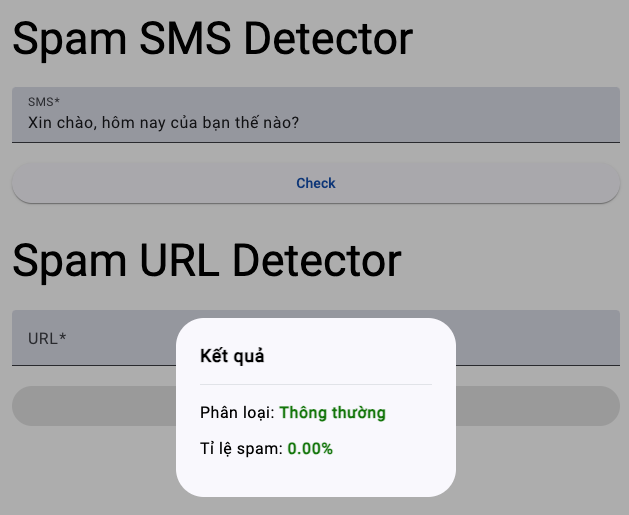 Spam SMS Detector
SMS*
Xin chào, hôm nay của bạn thế nào?
Check
Spam URL Detector
URL*
Kết quả
Phân loại: Thông thường
Tỉ lệ spam: 0.00%